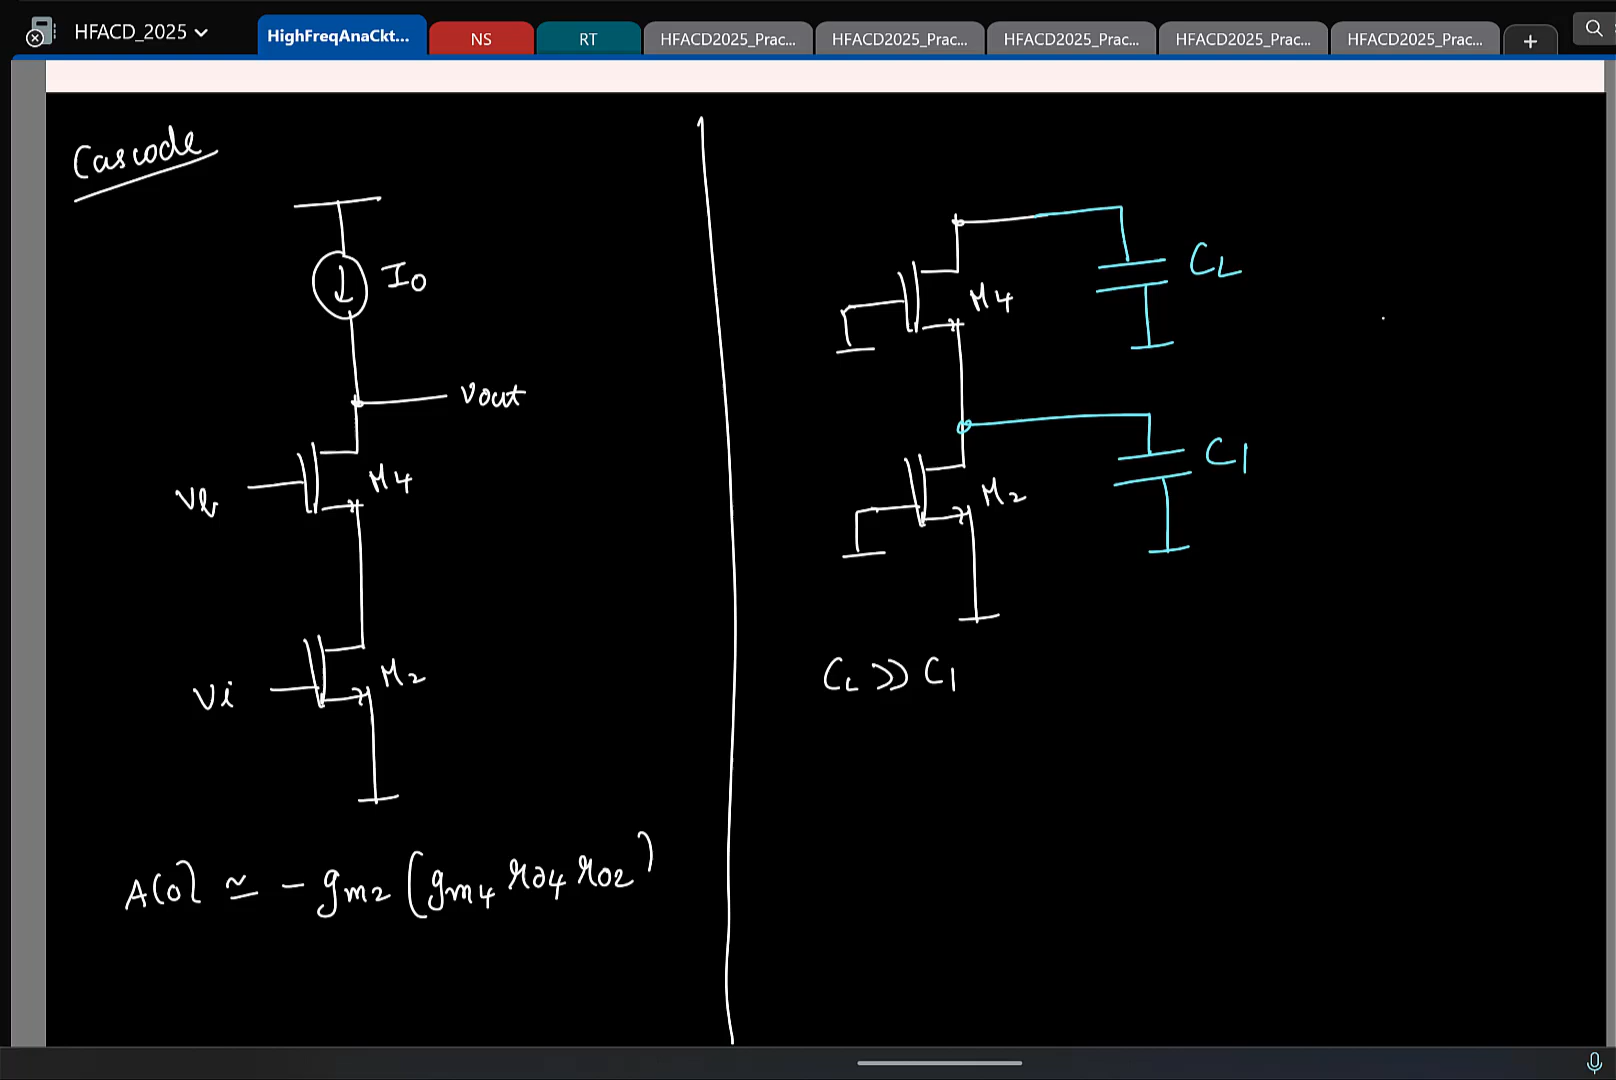 HFACD_2025
HighFreqAnaCkt...
NS
RT
HFACD2025_Prac...
HFACD2025_Prac...
HFACD2025_Prac...
HFACD2025_Prac...
HFACD2025_Prac...
+
Cascode
I0
Vout
Vb
M4
Vi
M2
A(0) ≃ - gm2 (gm4 ro4 ro2)
CL
M4
C1
M2
CL >> C1